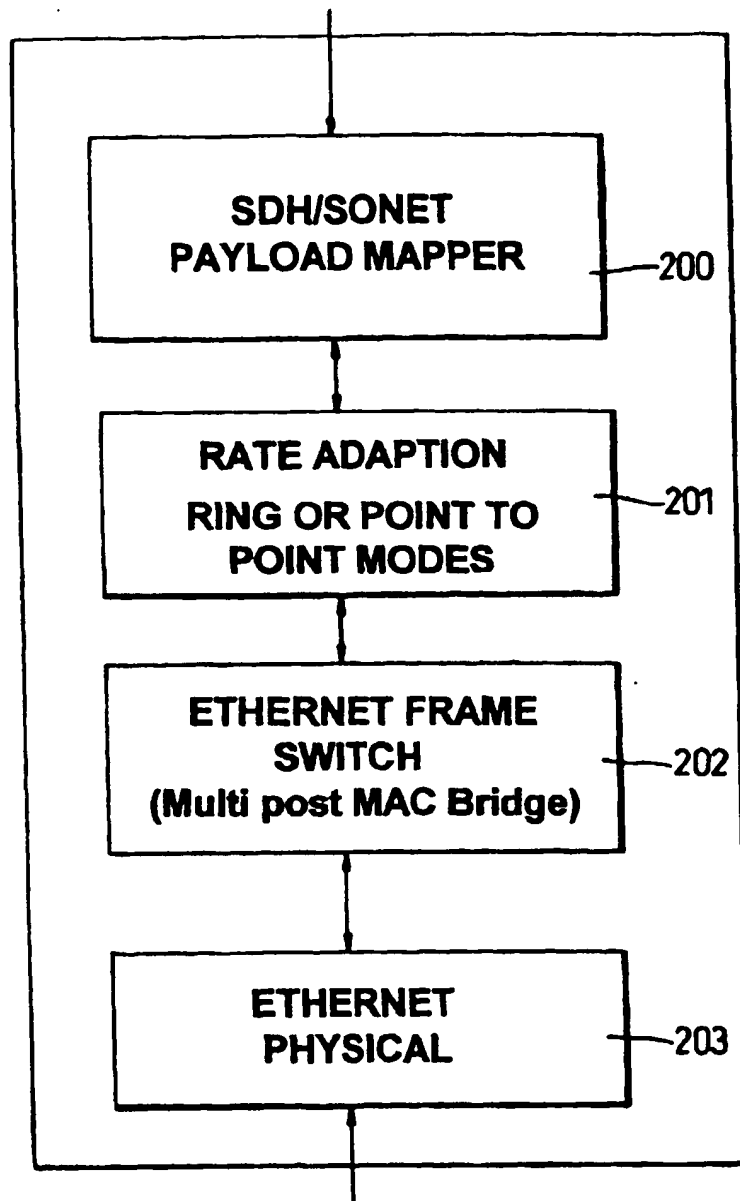 SDH/SONET
PAYLOAD MAPPER
200
RATE ADAPTION
RING OR POINT TO
POINT MODES
201
ETHERNET FRAME
SWITCH
(Multi post MAC Bridge)
202
ETHERNET
PHYSICAL
203